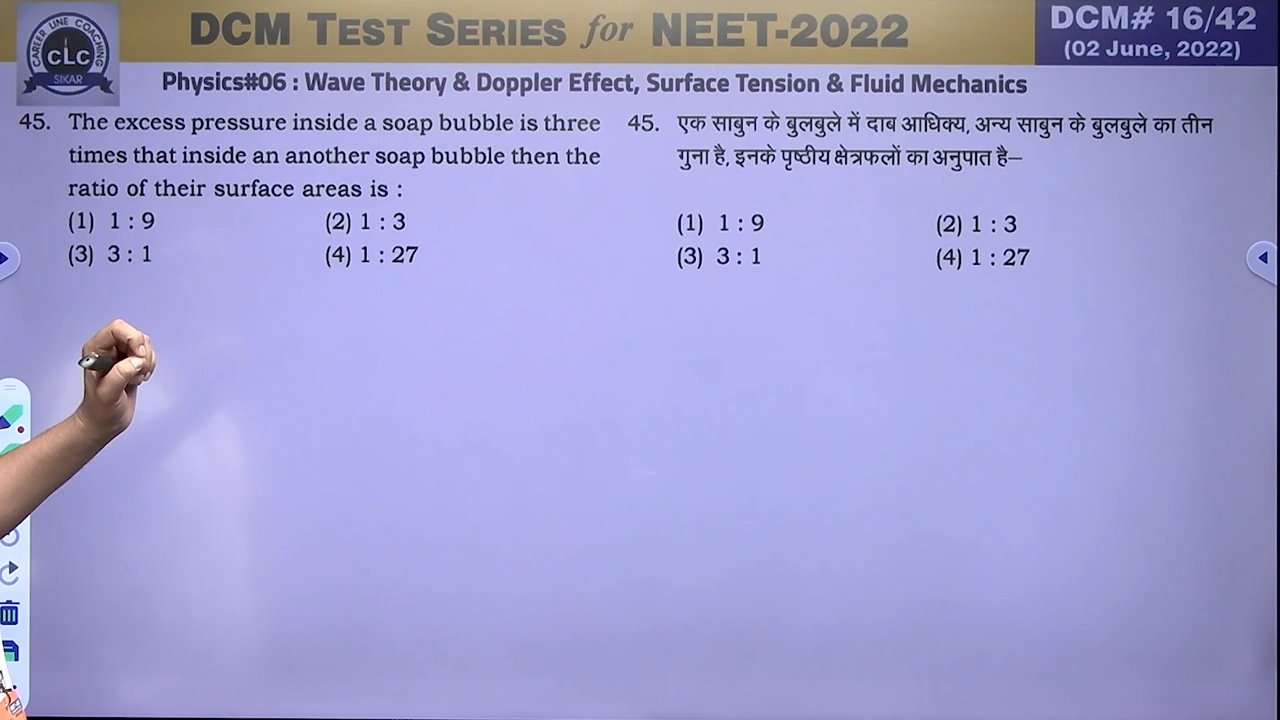 DCM TEST SERIES for NEET-2022
DCM# 16/42
(02 June, 2022)
CAREER LINE COACHING
CLC
SIKAR
Physics#06 : Wave Theory & Doppler Effect, Surface Tension & Fluid Mechanics
45. The excess pressure inside a soap bubble is three
times that inside an another soap bubble then the
ratio of their surface areas is :
(1) 1 : 9 (2) 1 : 3
(3) 3 : 1 (4) 1 : 27
45. एक साबुन के बुलबुले में दाब आधिक्य, अन्य साबुन के बुलबुले का तीन
गुना है, इनके पृष्ठीय क्षेत्रफलों का अनुपात है–
(1) 1 : 9 (2) 1 : 3
(3) 3 : 1 (4) 1 : 27